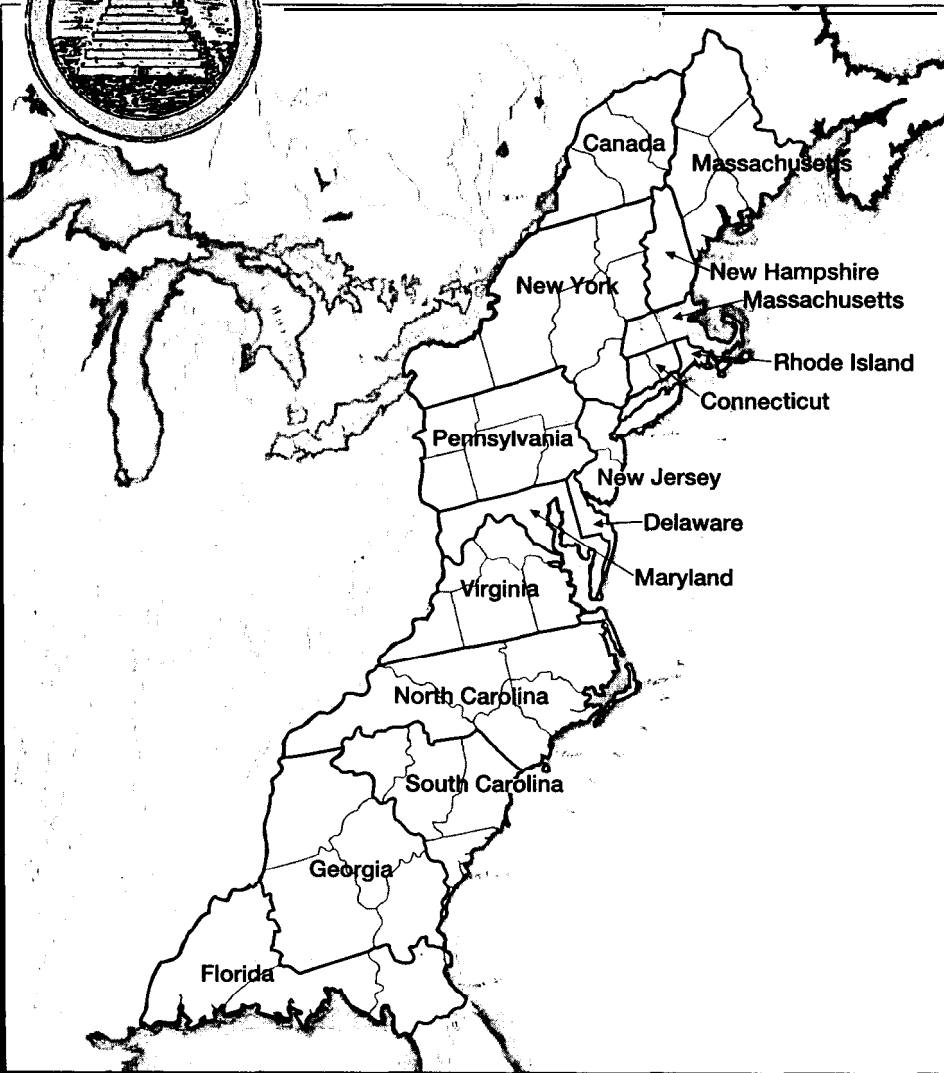 Canada
Massachusetts
New Hampshire
New York
Massachusetts
Rhode Island
Connecticut
Pennsylvania
New Jersey
Delaware
Maryland
Virginia
North Carolina
South Carolina
Georgia
Florida